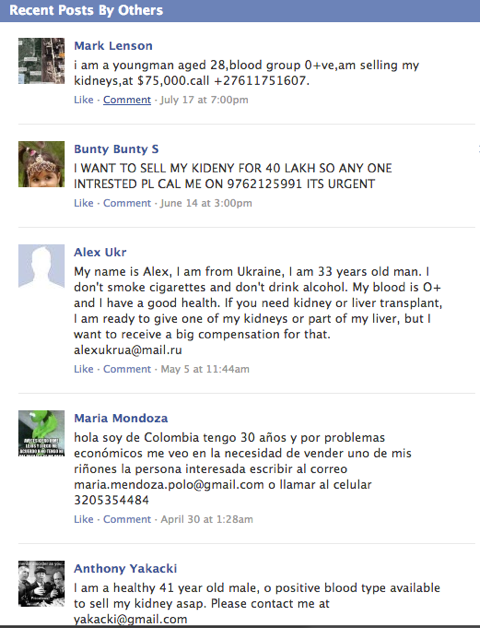 Recent Posts By Others
Mark Lenson
i am a youngman aged 28,blood group 0+ve,am selling my
kidneys,at $75,000.call +27611751607.
Like · Comment · July 17 at 7:00pm
Bunty Bunty S
I WANT TO SELL MY KIDENY FOR 40 LAKH SO ANY ONE
INTRESTED PL CAL ME ON 9762125991 ITS URGENT
Like · Comment · June 14 at 3:00pm
Alex Ukr
My name is Alex, I am from Ukraine, I am 33 years old man. I
don't smoke cigarettes and don't drink alcohol. My blood is O+
and I have a good health. If you need kidney or liver transplant,
I am ready to give one of my kidneys or part of my liver, but I
want to receive a big compensation for that.
alexukrua@mail.ru
Like · Comment · May 5 at 11:44am
Maria Mondoza
hola soy de Colombia tengo 30 años y por problemas
económicos me veo en la necesidad de vender uno de mis
riñones la persona interesada escribir al correo
maria.mendoza.polo@gmail.com o llamar al celular
3205354484
Like · Comment · April 30 at 1:28am
Anthony Yakacki
I am a healthy 41 year old male, o positive blood type available
to sell my kidney asap. Please contact me at
yakacki@gmail.com